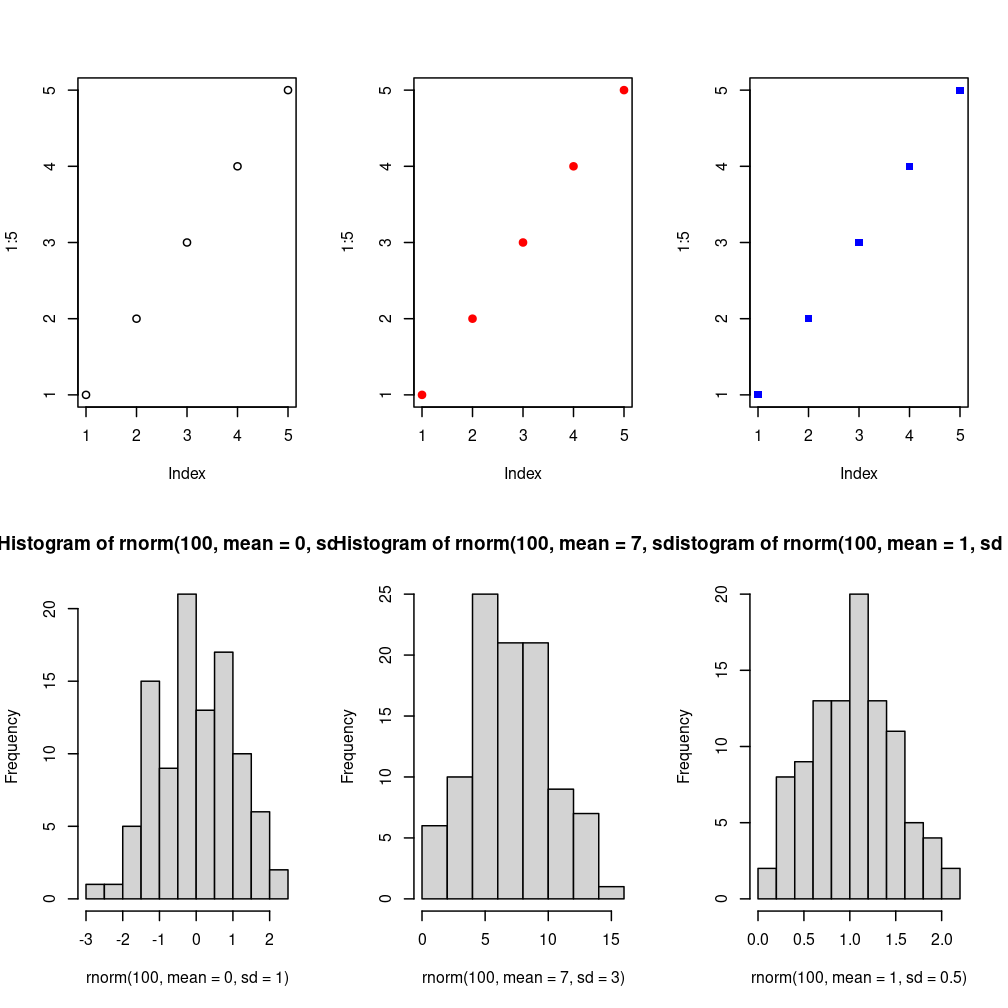 5
4
3
2
1
1:5
1 2 3 4 5
Index
5
4
3
2
1
1:5
1 2 3 4 5
Index
5
4
3
2
1
1:5
1 2 3 4 5
Index
Histogram of rnorm(100, mean = 0, sd
Histogram of rnorm(100, mean = 7, sd
istogram of rnorm(100, mean = 1, sd
20
15
10
5
0
Frequency
-3 -2 -1 0 1 2
rnorm(100, mean = 0, sd = 1)
25
20
15
10
5
0
Frequency
0 5 10 15
rnorm(100, mean = 7, sd = 3)
20
15
10
5
0
Frequency
0.0 0.5 1.0 1.5 2.0
rnorm(100, mean = 1, sd = 0.5)